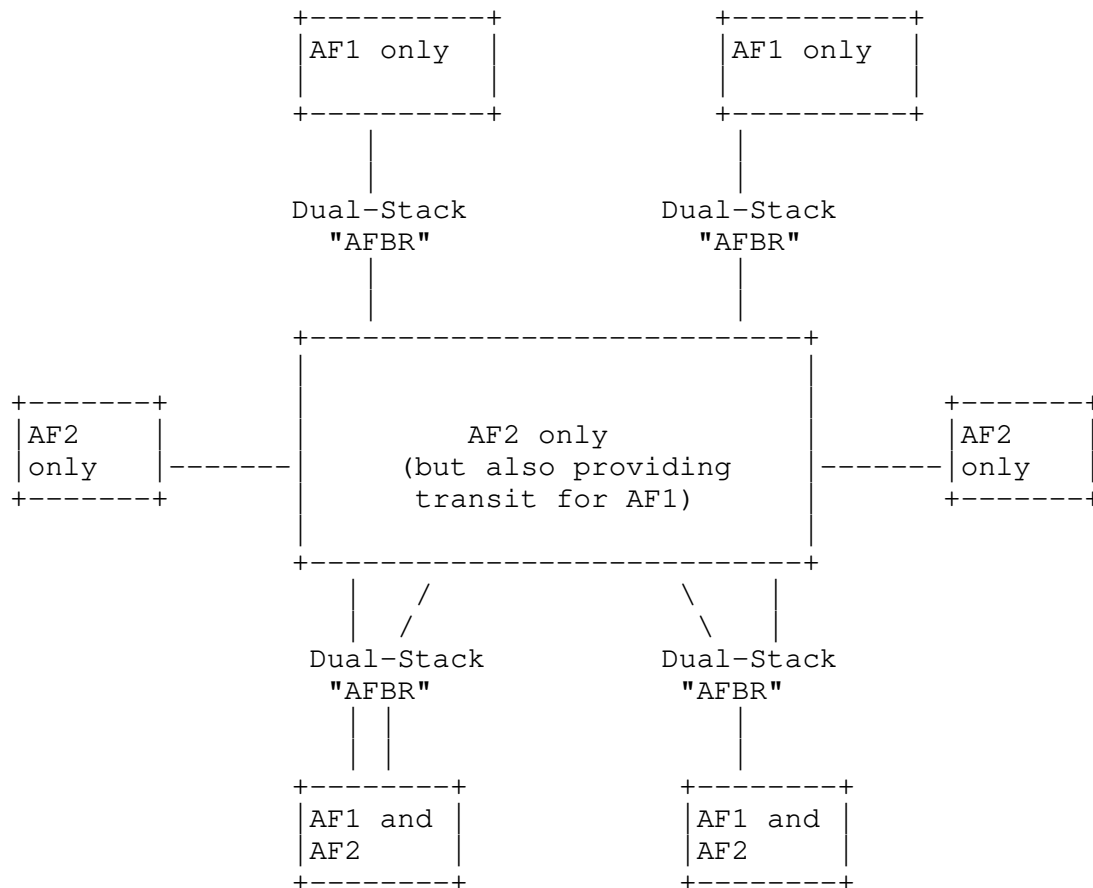 AF1 only
AF1 only
Dual-Stack
"AFBR"
Dual-Stack
"AFBR"
AF2
only
AF2 only
(but also providing
transit for AF1)
AF2
only
Dual-Stack
"AFBR"
Dual-Stack
"AFBR"
AF1 and
AF2
AF1 and
AF2